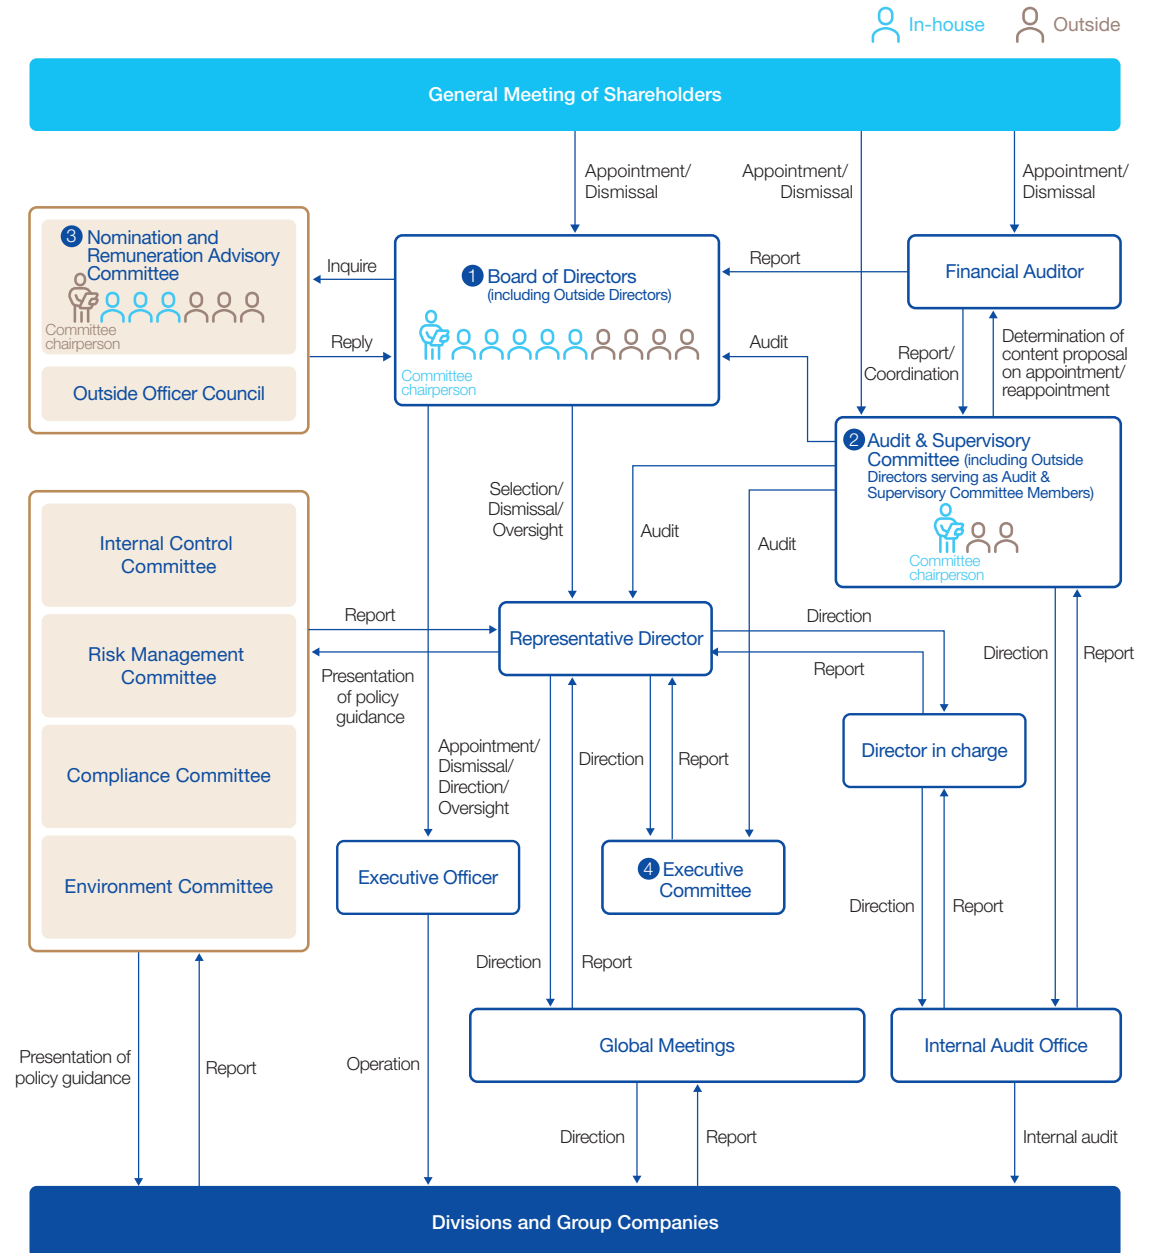 In-house
Outside
General Meeting of Shareholders
Appointment/
Dismissal
Appointment/
Dismissal
Appointment/
Dismissal
3 Nomination and
Remuneration Advisory
Committee
Committee
chairperson
Outside Officer Council
Inquire
Reply
1 Board of Directors
(including Outside Directors)
Committee
chairperson
Report
Financial Auditor
Audit
Report/
Coordination
Determination of
content proposal
on appointment/
reappointment
2 Audit & Supervisory
Committee (including Outside
Directors serving as Audit &
Supervisory Committee Members)
Committee
chairperson
Selection/
Dismissal/
Oversight
Audit
Audit
Internal Control
Committee
Risk Management
Committee
Compliance Committee
Environment Committee
Report
Presentation
of policy
guidance
Representative Director
Direction
Report
Direction
Report
Director in charge
Appointment/
Dismissal/
Direction/
Oversight
Direction
Report
Executive Officer
4 Executive
Committee
Direction
Report
Direction
Report
Global Meetings
Internal Audit Office
Presentation of
policy guidance
Report
Operation
Direction
Report
Internal audit
Divisions and Group Companies